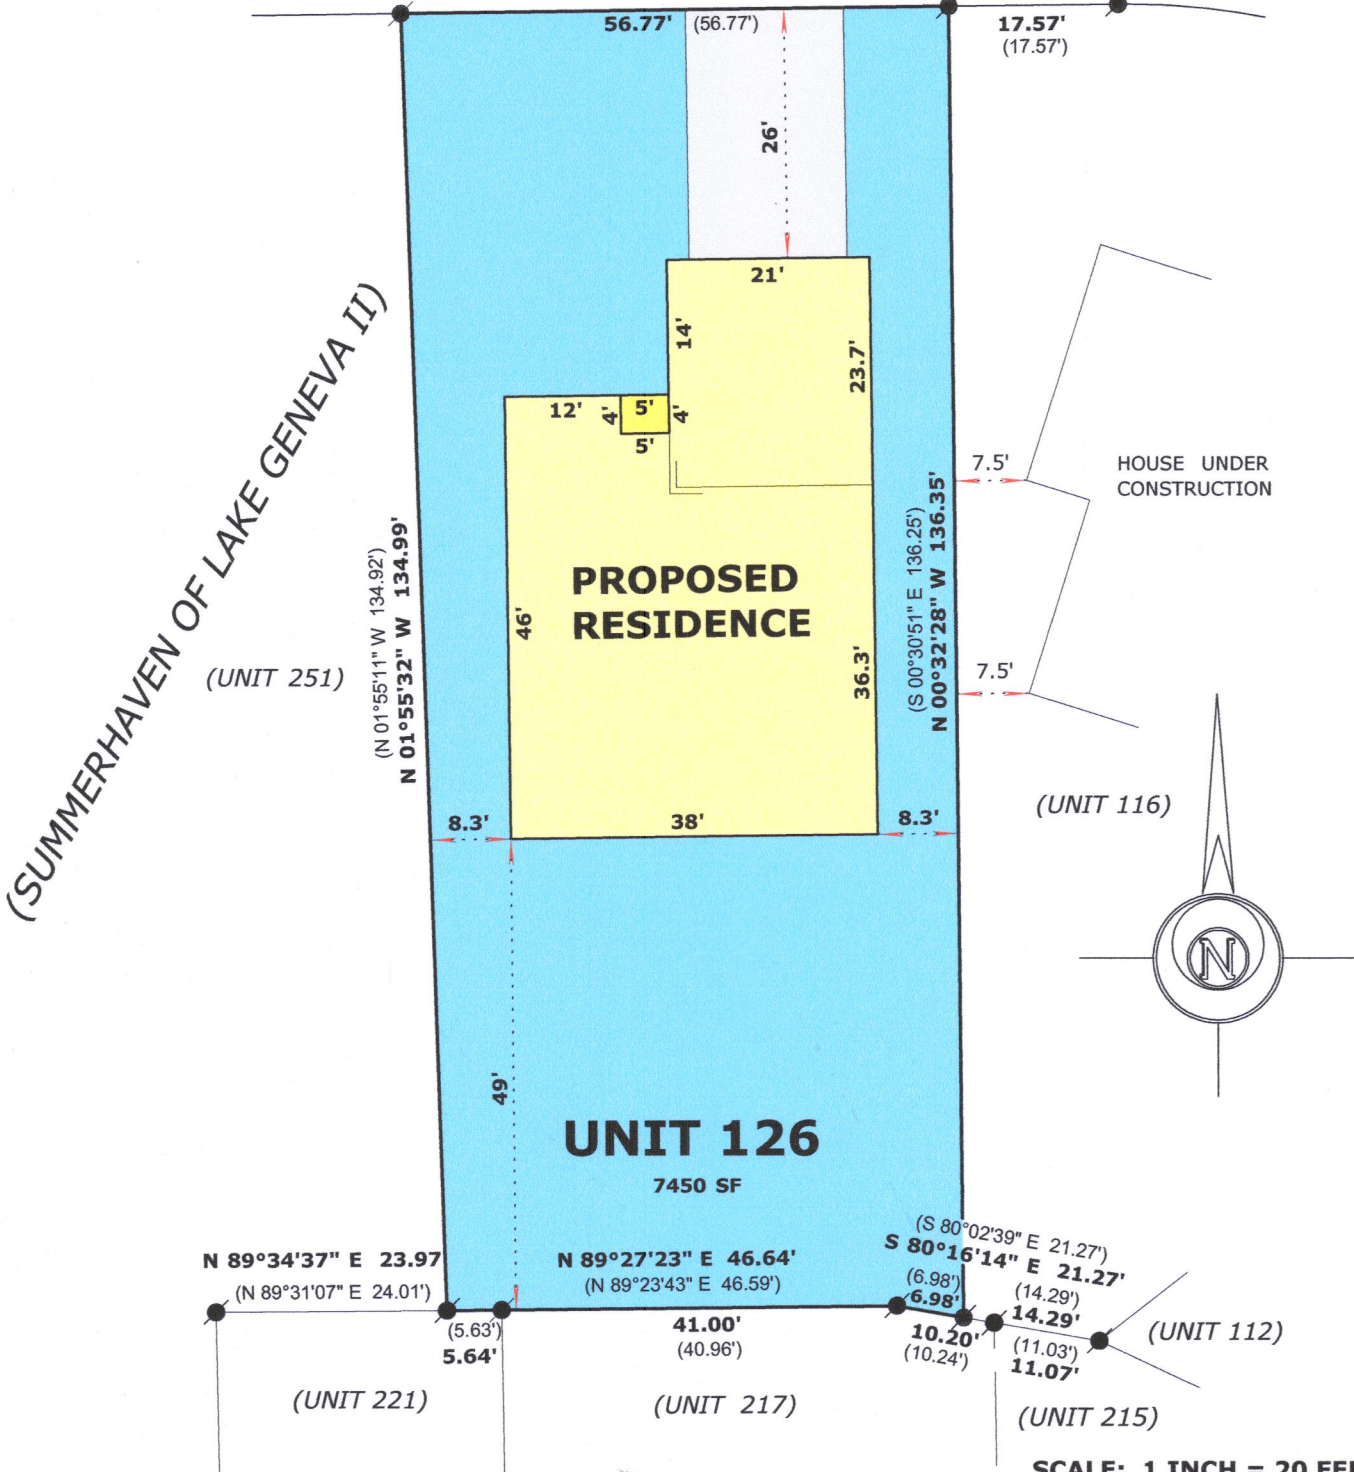 56.77' (56.77')
17.57'
(17.57')
26'
21'
14'
23.7'
12'
4'
5'
4'
5'
(SUMMERHAVEN OF LAKE GENEVA II)
7.5'
HOUSE UNDER
CONSTRUCTION
PROPOSED
RESIDENCE
46'
36.3'
(N 01°55'11" W 134.92')
N 01°55'32" W 134.99'
(S 00°30'51" E 136.25')
N 00°32'28" W 136.35'
(UNIT 251)
7.5'
(UNIT 116)
8.3'
38'
8.3'
N
49'
UNIT 126
7450 SF
N 89°34'37" E 23.97
(N 89°31'07" E 24.01')
N 89°27'23" E 46.64'
(N 89°23'43" E 46.59')
(S 80°02'39" E 21.27')
S 80°16'14" E 21.27'
(6.98')
6.98'
(14.29')
14.29'
(5.63')
5.64'
41.00'
(40.96')
10.20'
(10.24')
(11.03')
11.07'
(UNIT 112)
(UNIT 221)
(UNIT 217)
(UNIT 215)
SCALE: 1 INCH = 20